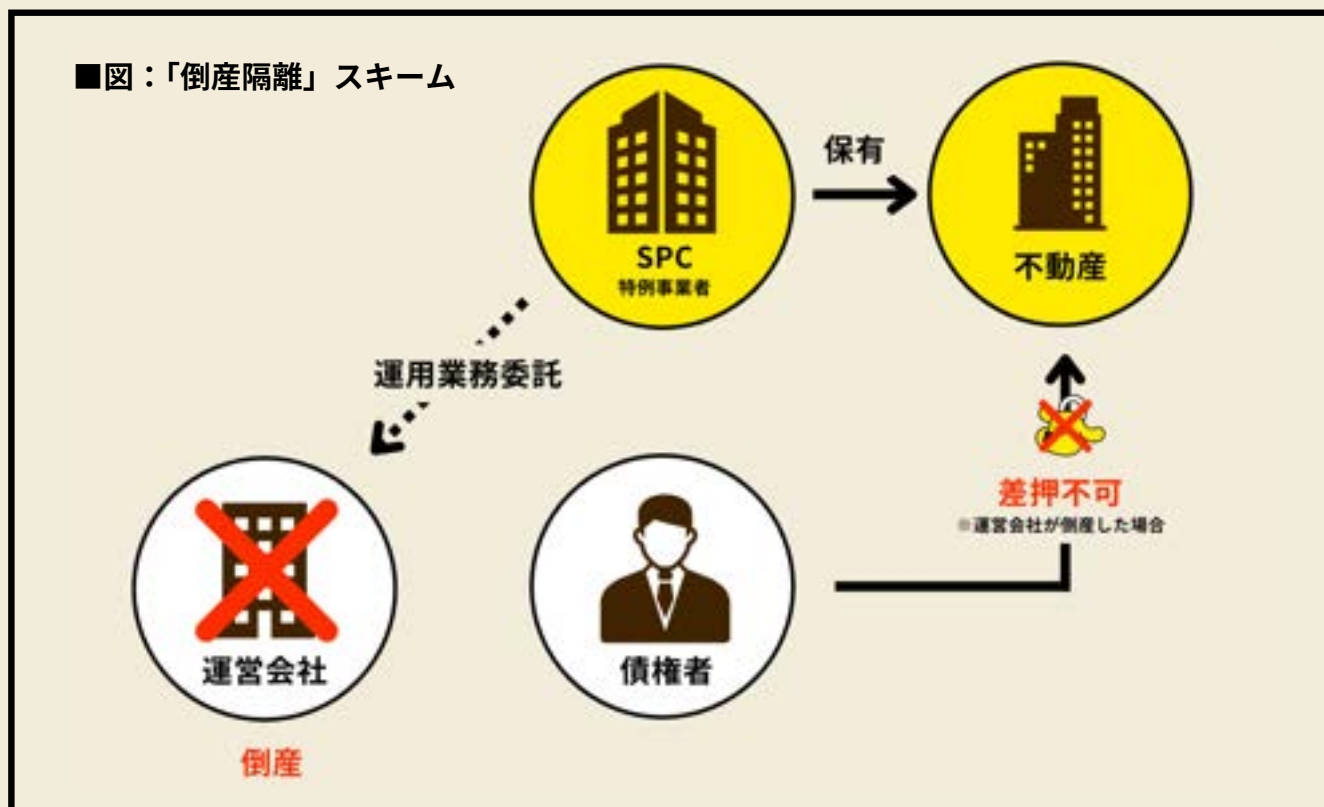 ■図：「倒産隔離」スキーム
SPC
特例事業者
保有
不動産
運用業務委託
差押不可
※運営会社が倒産した場合
運営会社
倒産
債権者